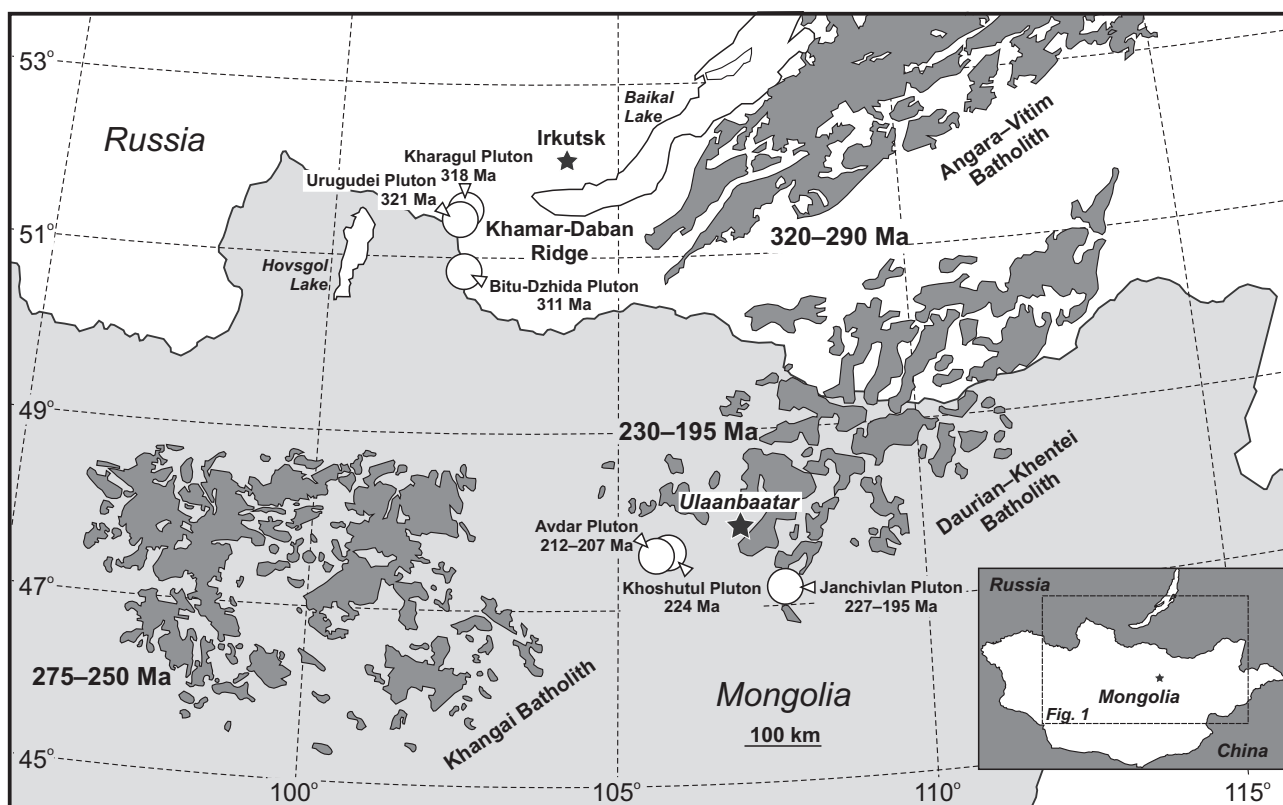 53°
Russia
Baikal
Lake
Irkutsk
Kharagul Pluton
318 Ma
Urugudei Pluton
321 Ma
Angara–Vitim
Batholith
51°
Khamar-Daban
Ridge
320–290 Ma
Hovsgol
Lake
Bitu-Dzhida Pluton
311 Ma
49°
230–195 Ma
Daurian–Khentei
Batholith
Ulaanbaatar
Avdar Pluton
212–207 Ma
47°
Khoshutul Pluton
224 Ma
Janchivlan Pluton
227–195 Ma
275–250 Ma
Khangai Batholith
Mongolia
100 km
45°
100°
105°
110°
115°
Russia
Mongolia
Fig. 1
China